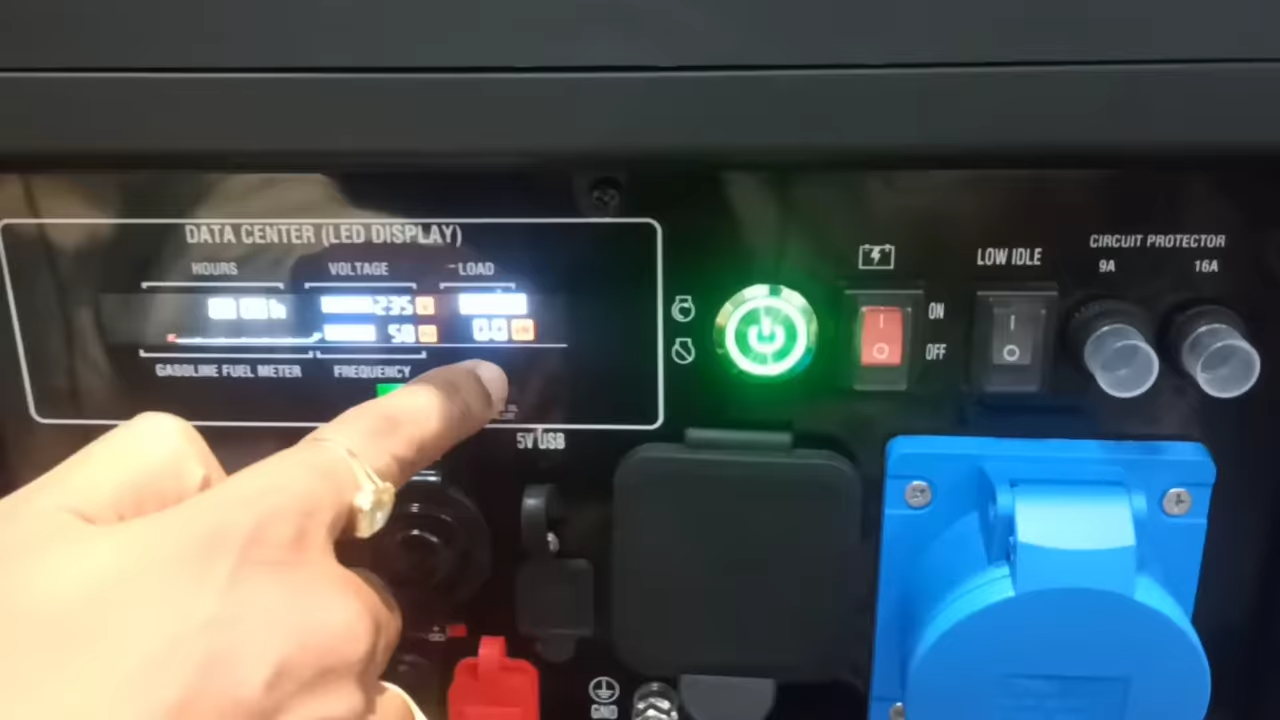 DATA CENTER (LED DISPLAY)
HOURS
VOLTAGE
LOAD
235
50
0.0
GASOLINE FUEL METER
FREQUENCY
5V USB
LOW IDLE
ON
OFF
CIRCUIT PROTECTOR
9A
16A
GND